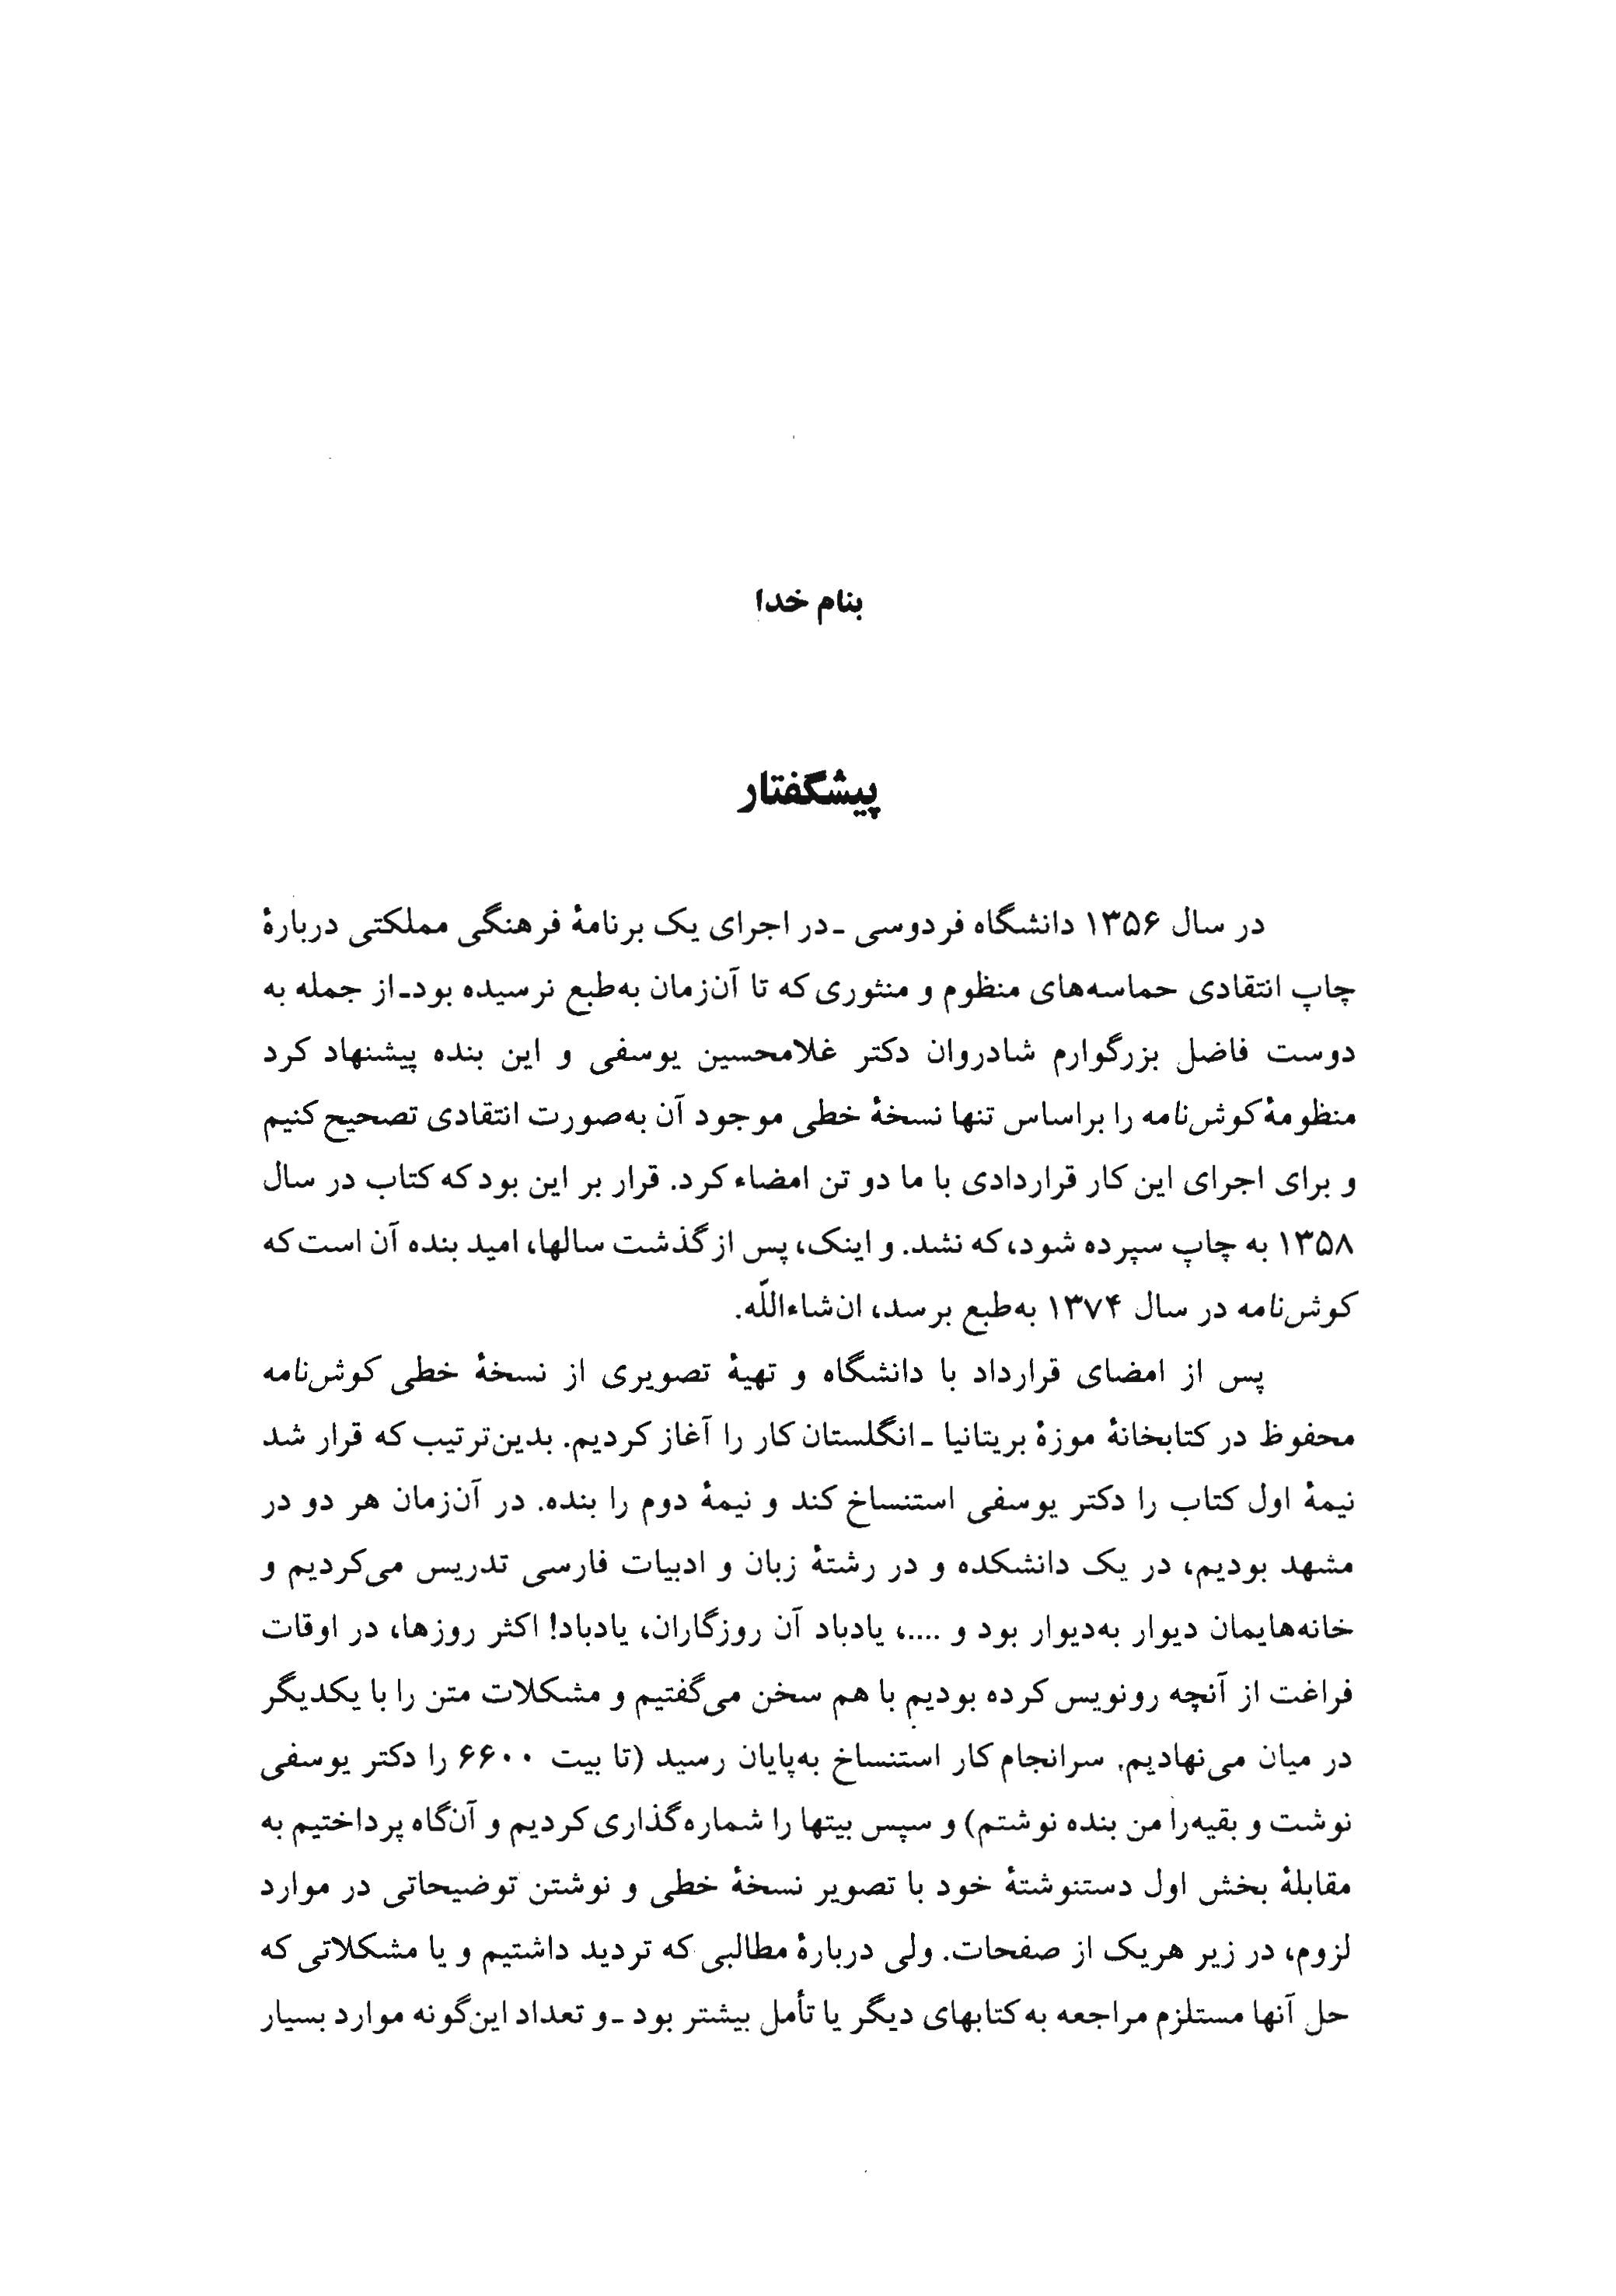 بنام خدا
پیشگفتار
در سال ۱۳۵۶ دانشگاه فردوسی ـ در اجرای یک برنامهٔ فرهنگی مملکتی دربارهٔ
چاپ انتقادی حماسه‌های منظوم و منثوری که تا آن‌زمان به‌طبع نرسیده بود ـ از جمله به
دوست فاضل بزرگوارم شادروان دکتر غلامحسین یوسفی و این بنده پیشنهاد کرد
منظومهٔ کوش‌نامه را براساس تنها نسخهٔ خطی موجود آن به‌صورت انتقادی تصحیح کنیم
و برای اجرای این کار قراردادی با ما دو تن امضاء کرد. قرار بر این بود که کتاب در سال
۱۳۵۸ به چاپ سپرده شود، که نشد. و اینک، پس از گذشت سالها، امید بنده آن است که
کوش‌نامه در سال ۱۳۷۴ به‌طبع برسد، ان‌شاءاللّه.
پس از امضای قرارداد با دانشگاه و تهیهٔ تصویری از نسخهٔ خطی کوش‌نامه
محفوظ در کتابخانهٔ موزهٔ بریتانیا ـ انگلستان کار را آغاز کردیم. بدین‌ترتیب که قرار شد
نیمهٔ اول کتاب را دکتر یوسفی استنساخ کند و نیمهٔ دوم را بنده. در آن‌زمان هر دو در
مشهد بودیم، در یک دانشکده و در رشتهٔ زبان و ادبیات فارسی تدریس می‌کردیم و
خانه‌هایمان دیوار به‌دیوار بود و ....، یادباد آن روزگاران، یادباد! اکثر روزها، در اوقات
فراغت از آنچه رونویس کرده بودیم با هم سخن می‌گفتیم و مشکلات متن را با یکدیگر
در میان می‌نهادیم. سرانجام کار استنساخ به‌پایان رسید (تا بیت ۶۶۰۰ را دکتر یوسفی
نوشت و بقیه‌را من بنده نوشتم) و سپس بیتها را شماره‌گذاری کردیم و آن‌گاه پرداختیم به
مقابلهٔ بخش اول دستنوشتهٔ خود با تصویر نسخهٔ خطی و نوشتن توضیحاتی در موارد
لزوم، در زیر هریک از صفحات. ولی دربارهٔ مطالبی که تردید داشتیم و یا مشکلاتی که
حل آنها مستلزم مراجعه به کتابهای دیگر یا تأمل بیشتر بود ـ و تعداد این‌گونه موارد بسیار